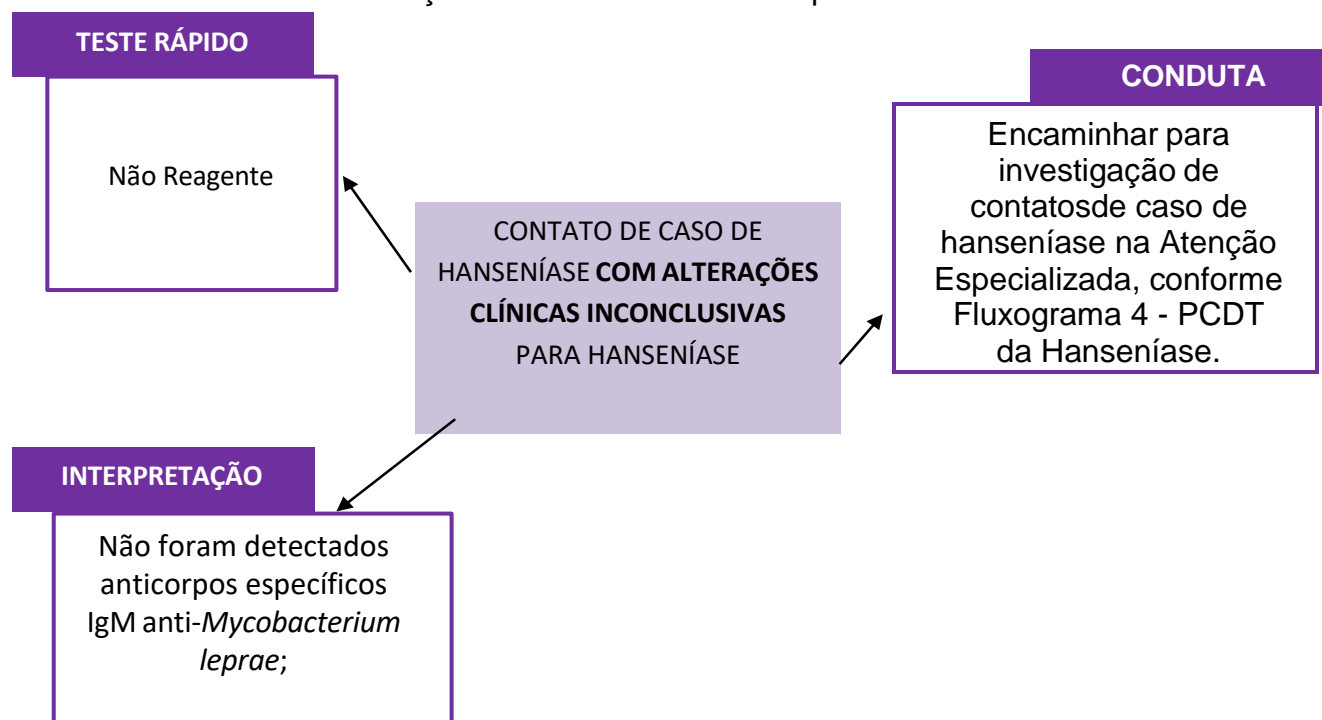 TESTE RÁPIDO
Não Reagente
CONTATO DE CASO DE
HANSENÍASE COM ALTERAÇÕES
CLÍNICAS INCONCLUSIVAS
PARA HANSENÍASE
CONDUTA
Encaminhar para
investigação de
contatosde caso de
hanseníase na Atenção
Especializada, conforme
Fluxograma 4 - PCDT
da Hanseníase.
INTERPRETAÇÃO
Não foram detectados
anticorpos específicos
IgM anti-Mycobacterium
leprae;